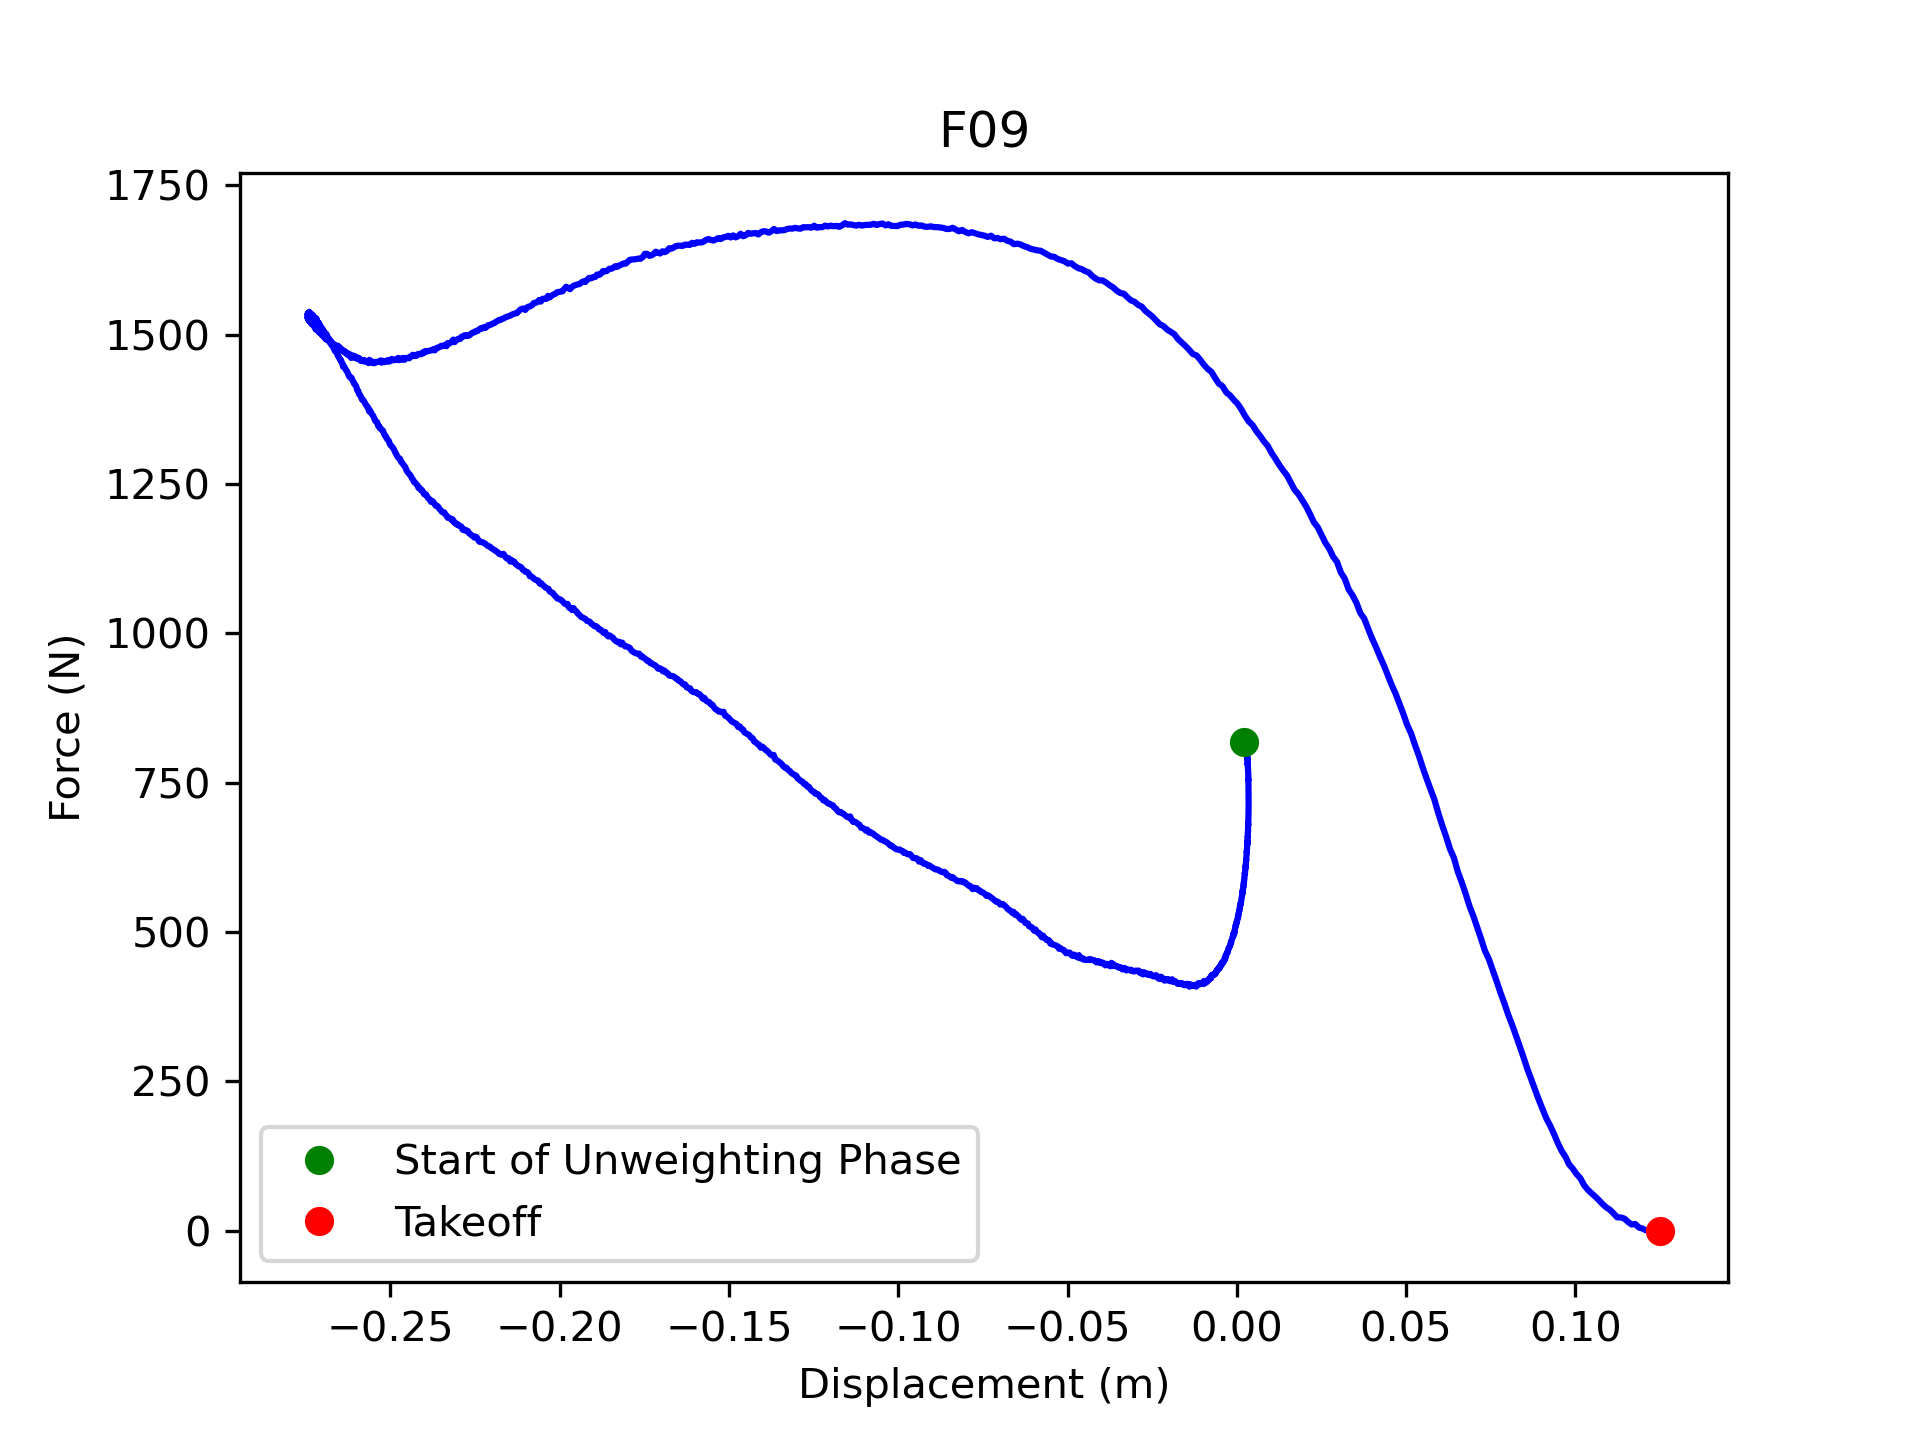 F09
1750
1500
1250
1000
750
500
250
0
Force (N)
Start of Unweighting Phase
Takeoff
−0.25 −0.20 −0.15 −0.10 −0.05 0.00 0.05 0.10
Displacement (m)